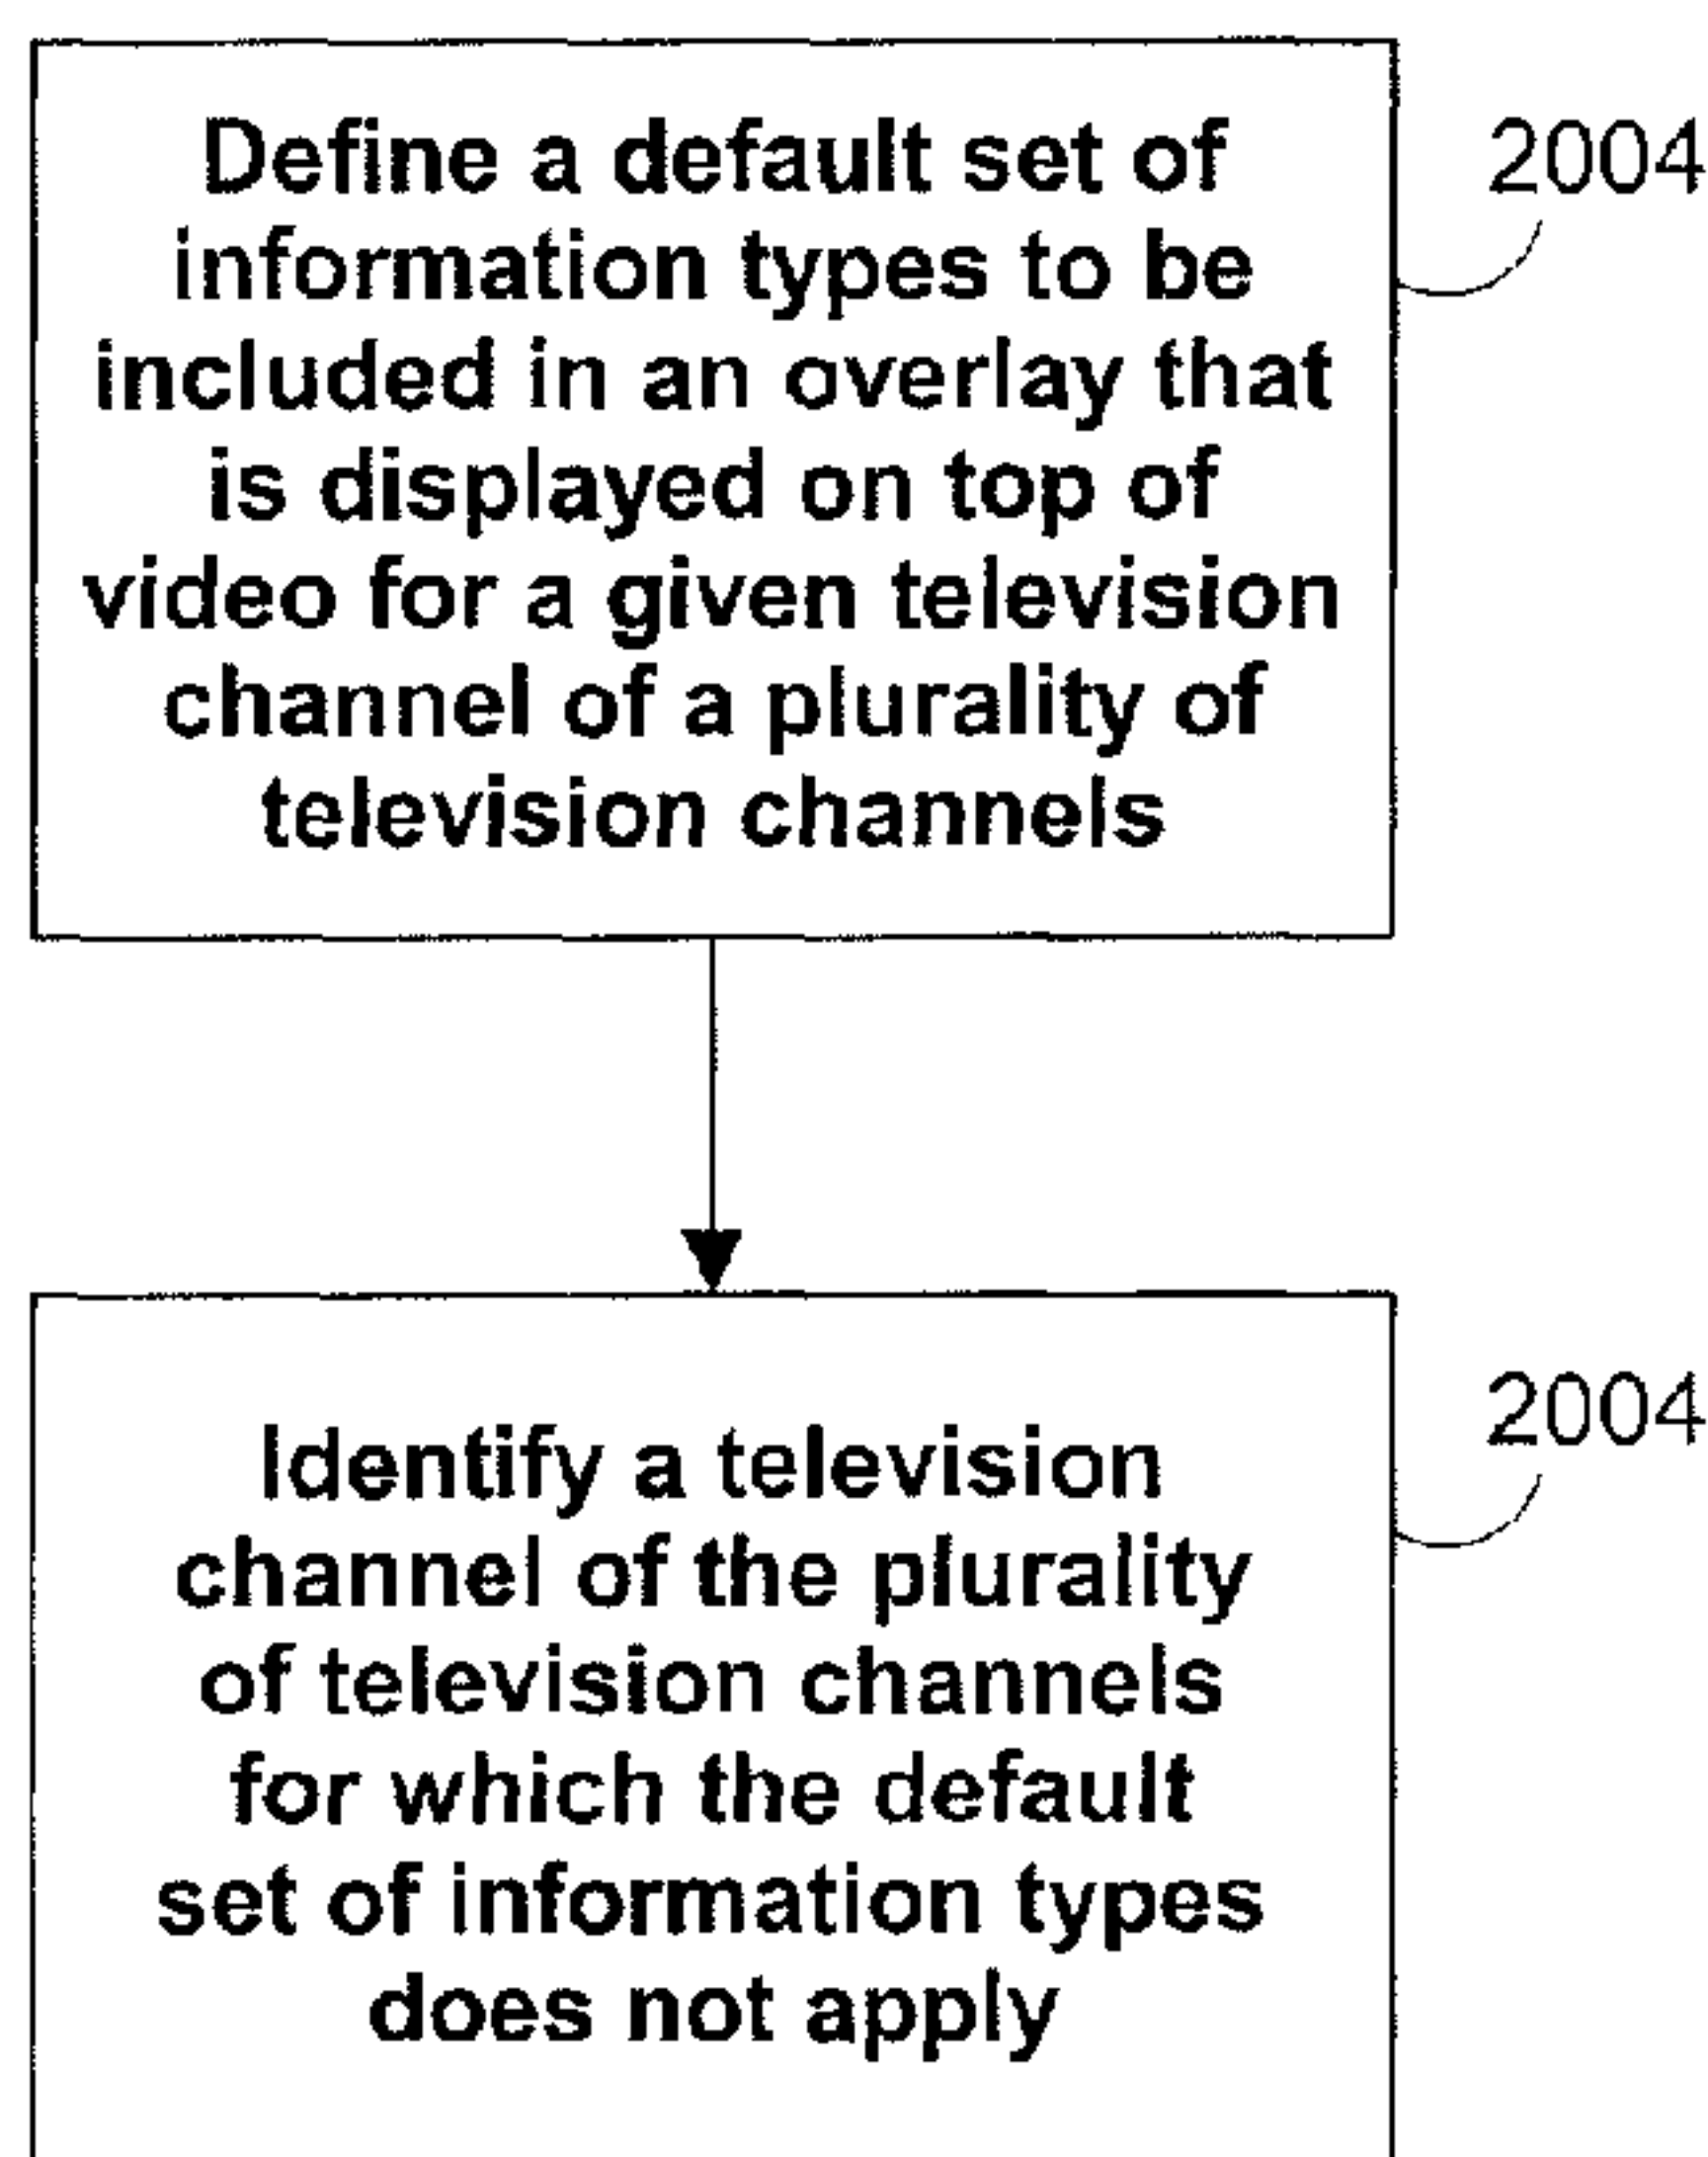 Define a default set of
information types to be
included in an overlay that
is displayed on top of
video for a given television
channel of a plurality of
television channels
2004
Identify a television
channel of the plurality
of television channels
for which the default
set of information types
does not apply
2004